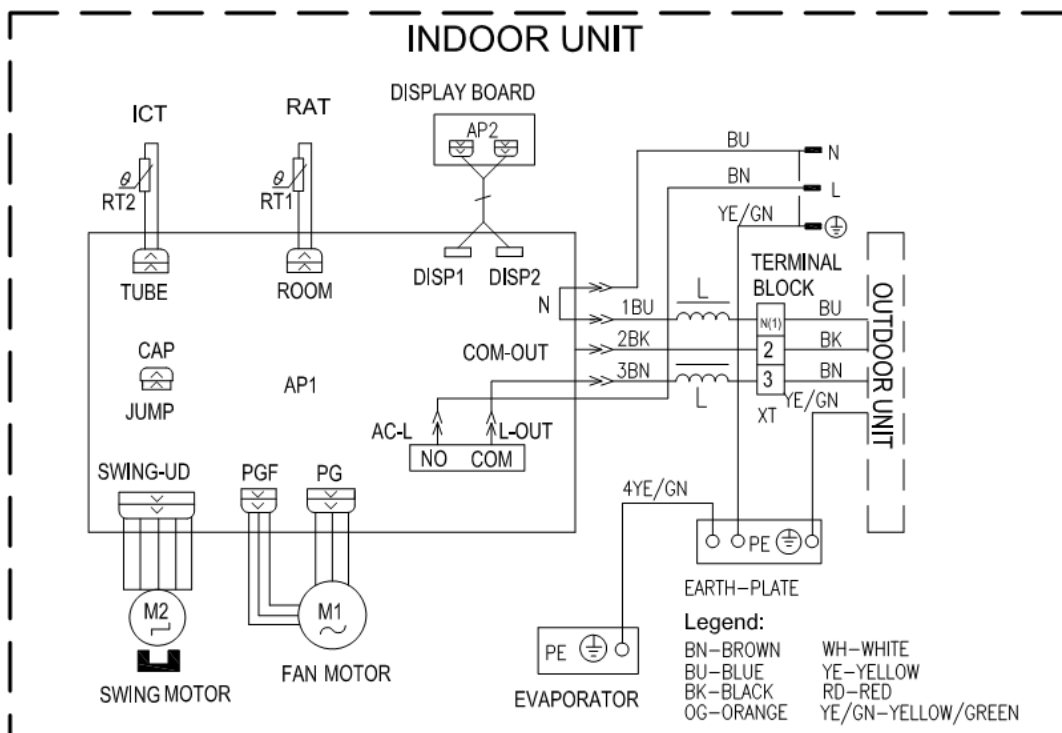 INDOOR UNIT
DISPLAY BOARD
ICT
RAT
AP2
BU
N
BN
L
θ
RT2
θ
RT1
YE/GN
TUBE
ROOM
DISP1
DISP2
TERMINAL
BLOCK
N
1BU
L
N(1)
BU
COM-OUT
2BK
2
BK
CAP
JUMP
AP1
3BN
L
3
BN
XT
YE/GN
OUTDOOR UNIT
AC-L
L-OUT
NO
COM
SWING-UD
PGF
PG
4YE/GN
PE
EARTH-PLATE
M2
M1
SWING MOTOR
FAN MOTOR
PE
EVAPORATOR
Legend:
BN-BROWN WH-WHITE
BU-BLUE YE-YELLOW
BK-BLACK RD-RED
OG-ORANGE YE/GN-YELLOW/GREEN